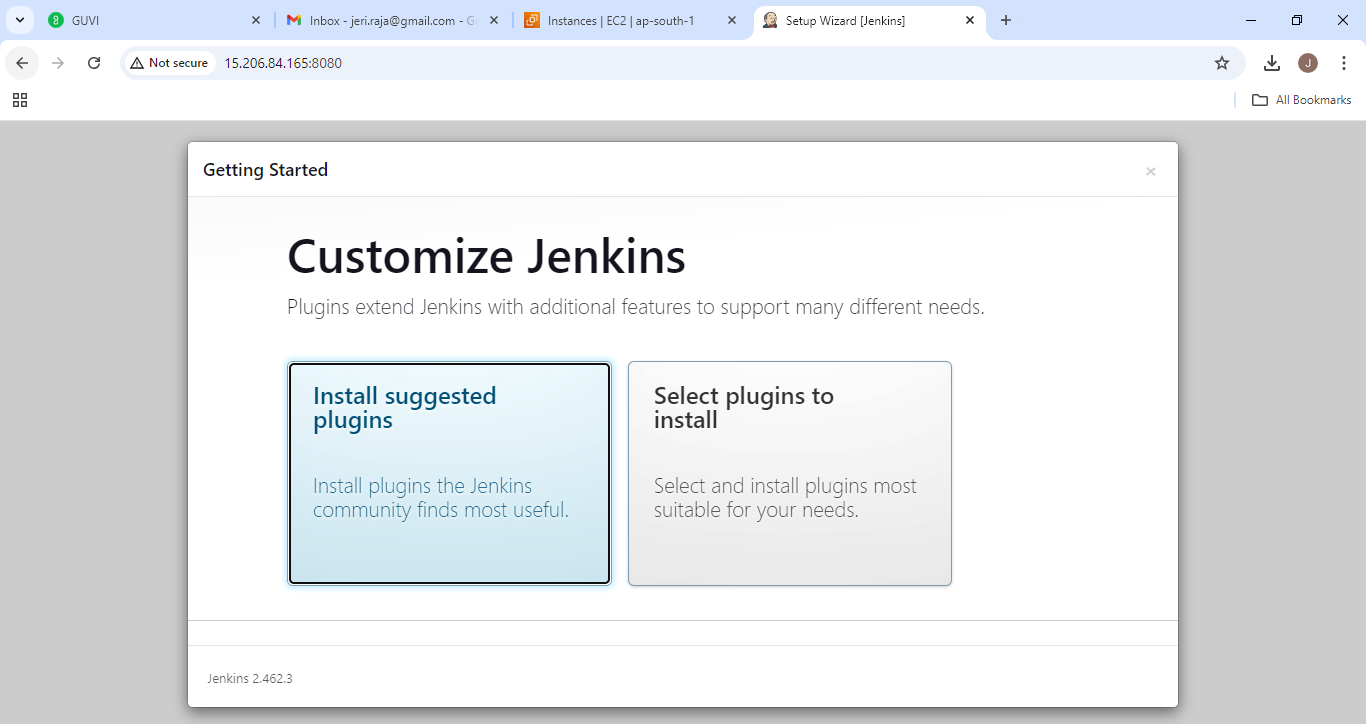 GUVI
Inbox - jeri.raja@gmail.com - G
Instances | EC2 | ap-south-1
Setup Wizard [Jenkins]
Not secure
15.206.84.165:8080
J
All Bookmarks
Getting Started
×
Customize Jenkins
Plugins extend Jenkins with additional features to support many different needs.
Install suggested
plugins
Install plugins the Jenkins
community finds most useful.
Select plugins to
install
Select and install plugins most
suitable for your needs.
Jenkins 2.462.3